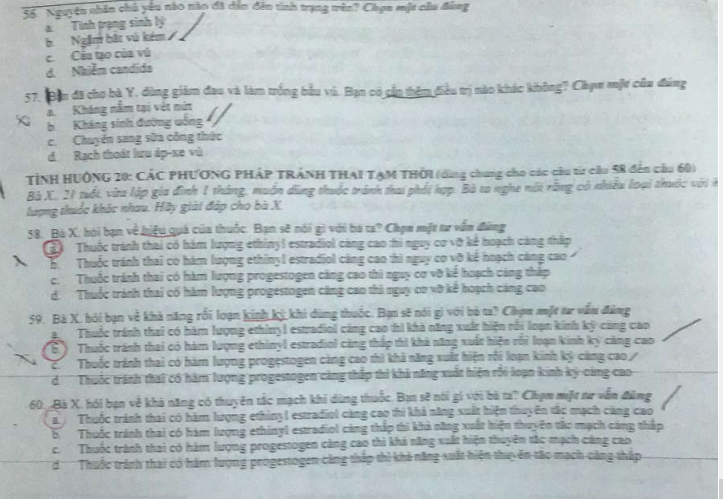 56. Nguyên nhân chủ yếu nào nào đã dẫn đến tình trạng trên? Chọn một câu đúng
a. Tình trạng sinh lý
b. Ngậm bắt vú kém
c. Cấu tạo của vú
d. Nhiễm candida
57. Bạn đã cho bà Y. dùng giảm đau và làm trống bầu vú. Bạn có cần thêm điều trị nào khác không? Chọn một câu đúng
a. Kháng nấm tại vết nứt
b. Kháng sinh đường uống
c. Chuyển sang sữa công thức
d. Rạch thoát lưu áp-xe vú
TÌNH HUỐNG 20: CÁC PHƯƠNG PHÁP TRÁNH THAI TẠM THỜI (dùng chung cho các câu từ câu 58 đến câu 60)
Bà X., 21 tuổi, vừa lập gia đình 1 tháng, muốn dùng thuốc tránh thai phối hợp. Bà ta nghe nói rằng có nhiều loại thuốc với
lượng thuốc khác nhau. Hãy giải đáp cho bà X.
58. Bà X. hỏi bạn về hiệu quả của thuốc. Bạn sẽ nói gì với bà ta? Chọn một tư vấn đúng
a. Thuốc tránh thai có hàm lượng ethinyl estradiol càng cao thì nguy cơ vỡ kế hoạch càng thấp
b. Thuốc tránh thai có hàm lượng ethinyl estradiol càng cao thì nguy cơ vỡ kế hoạch càng cao
c. Thuốc tránh thai có hàm lượng progestogen càng cao thì nguy cơ vỡ kế hoạch càng thấp
d. Thuốc tránh thai có hàm lượng progestogen càng cao thì nguy cơ vỡ kế hoạch càng cao
59. Bà X. hỏi bạn về khả năng rối loạn kinh kỳ khi dùng thuốc. Bạn sẽ nói gì với bà ta? Chọn một tư vấn đúng
a. Thuốc tránh thai có hàm lượng ethinyl estradiol càng cao thì khả năng xuất hiện rối loạn kinh kỳ càng cao
b. Thuốc tránh thai có hàm lượng ethinyl estradiol càng thấp thì khả năng xuất hiện rối loạn kinh kỳ càng cao
c. Thuốc tránh thai có hàm lượng progestogen càng cao thì khả năng xuất hiện rối loạn kinh kỳ càng cao
d. Thuốc tránh thai có hàm lượng progestogen càng thấp thì khả năng xuất hiện rối loạn kinh kỳ càng cao
60. Bà X. hỏi bạn về khả năng có thuyên tắc mạch khi dùng thuốc. Bạn sẽ nói gì với bà ta? Chọn một tư vấn đúng
a. Thuốc tránh thai có hàm lượng ethinyl estradiol càng cao thì khả năng xuất hiện thuyên tắc mạch càng cao
b. Thuốc tránh thai có hàm lượng ethinyl estradiol càng thấp thì khả năng xuất hiện thuyên tắc mạch càng thấp
c. Thuốc tránh thai có hàm lượng progestogen càng cao thì khả năng xuất hiện thuyên tắc mạch càng cao
d. Thuốc tránh thai có hàm lượng progestogen càng thấp thì khả năng xuất hiện thuyên tắc mạch càng thấp